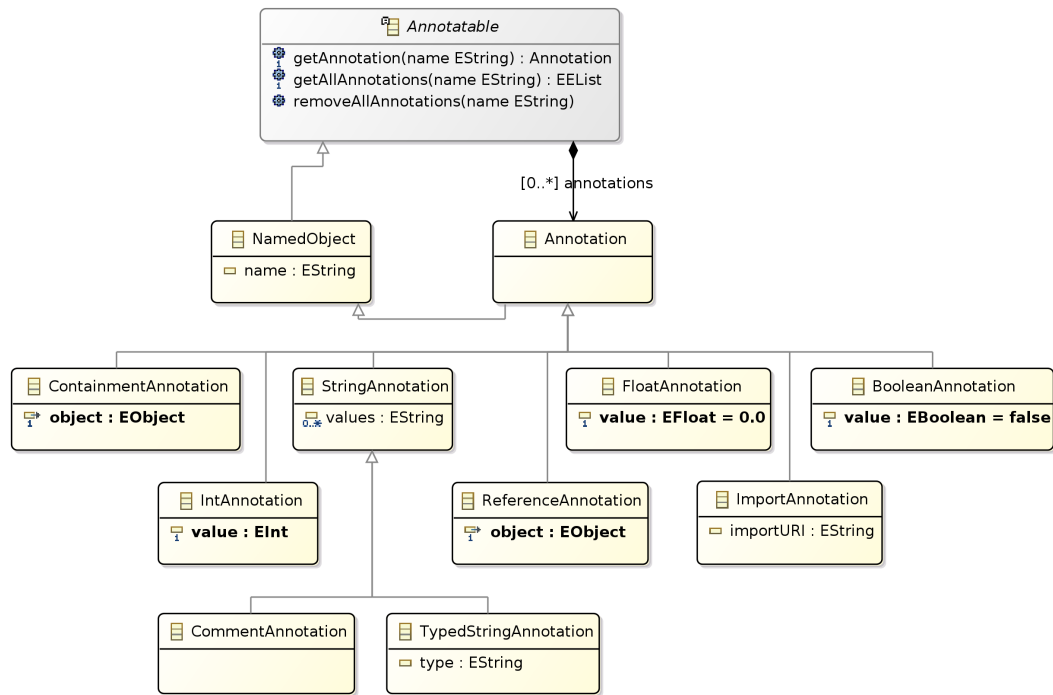 Annotatable
getAnnotation(name EString) : Annotation
getAllAnnotations(name EString) : EEList
removeAllAnnotations(name EString)
[0..*] annotations
NamedObject
name : EString
Annotation
ContainmentAnnotation
object : EObject
StringAnnotation
0..* values : EString
FloatAnnotation
value : EFloat = 0.0
BooleanAnnotation
value : EBoolean = false
IntAnnotation
value : EInt
ReferenceAnnotation
object : EObject
ImportAnnotation
importURI : EString
CommentAnnotation
TypedStringAnnotation
type : EString